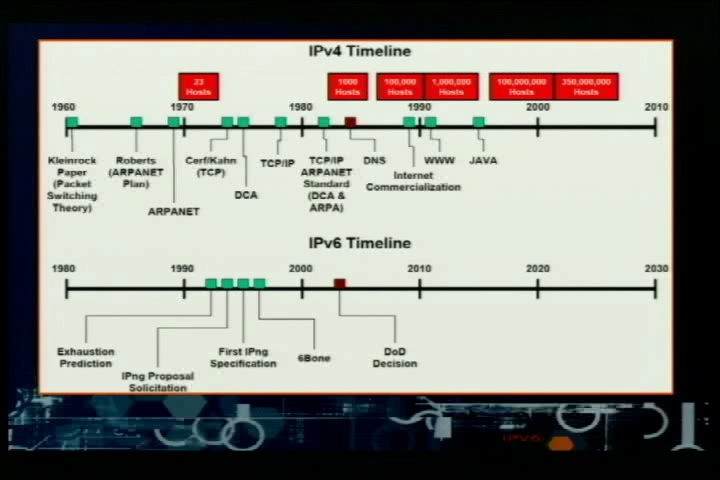 IPv4 Timeline
23
Hosts
1000
Hosts
100,000
Hosts
1,000,000
Hosts
100,000,000
Hosts
350,000,000
Hosts
1960
1970
1980
1990
2000
2010
Kleinrock
Paper
(Packet
Switching
Theory)
Roberts
(ARPANET
Plan)
ARPANET
Cerf/Kahn
(TCP)
DCA
TCP/IP
TCP/IP
ARPANET
Standard
(DCA &
ARPA)
DNS
Internet
Commercialization
WWW
JAVA
IPv6 Timeline
1980
1990
2000
2010
2020
2030
Exhaustion
Prediction
IPng Proposal
Solicitation
First IPng
Specification
6Bone
DoD
Decision